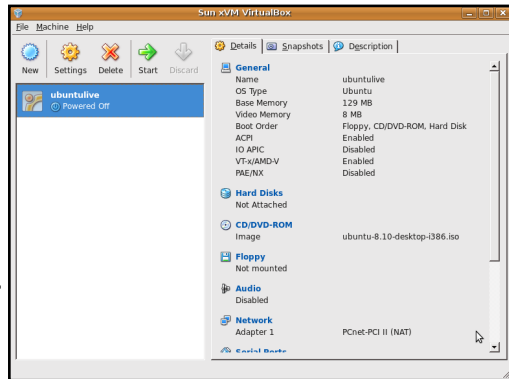 Sun xVM VirtualBox
File Machine Help
New Settings Delete Start Discard
Details Snapshots Description
ubuntulive
Powered Off
General
Name ubuntulive
OS Type Ubuntu
Base Memory 129 MB
Video Memory 8 MB
Boot Order Floppy, CD/DVD-ROM, Hard Disk
ACPI Enabled
IO APIC Disabled
VT-x/AMD-V Enabled
PAE/NX Disabled
Hard Disks
Not Attached
CD/DVD-ROM
Image ubuntu-8.10-desktop-i386.iso
Floppy
Not mounted
Audio
Disabled
Network
Adapter 1 PCnet-PCI II (NAT)
Serial Ports